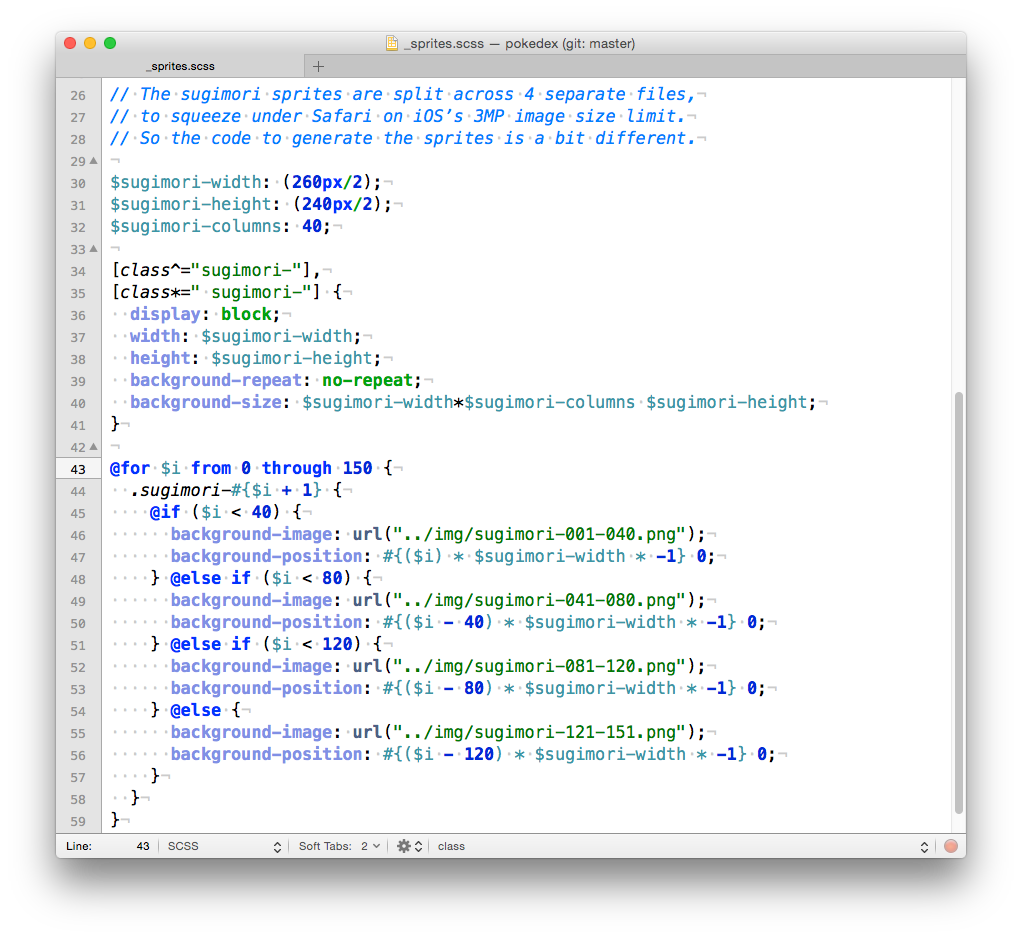 _sprites.scss — pokedex (git: master)
_sprites.scss
26 // The sugimori sprites are split across 4 separate files,
27 // to squeeze under Safari on iOS’s 3MP image size limit.
28 // So the code to generate the sprites is a bit different.
29
30 $sugimori-width: (260px/2);
31 $sugimori-height: (240px/2);
32 $sugimori-columns: 40;
33
34 [class^="sugimori-"],
35 [class*=" sugimori-"] {
36   display: block;
37   width: $sugimori-width;
38   height: $sugimori-height;
39   background-repeat: no-repeat;
40   background-size: $sugimori-width*$sugimori-columns $sugimori-height;
41 }
42
43 @for $i from 0 through 150 {
44   .sugimori-#{$i + 1} {
45     @if ($i < 40) {
46       background-image: url("../img/sugimori-001-040.png");
47       background-position: #{($i) * $sugimori-width * -1} 0;
48     } @else if ($i < 80) {
49       background-image: url("../img/sugimori-041-080.png");
50       background-position: #{($i - 40) * $sugimori-width * -1} 0;
51     } @else if ($i < 120) {
52       background-image: url("../img/sugimori-081-120.png");
53       background-position: #{($i - 80) * $sugimori-width * -1} 0;
54     } @else {
55       background-image: url("../img/sugimori-121-151.png");
56       background-position: #{($i - 120) * $sugimori-width * -1} 0;
57     }
58   }
59 }
Line: 43 SCSS Soft Tabs: 2 class